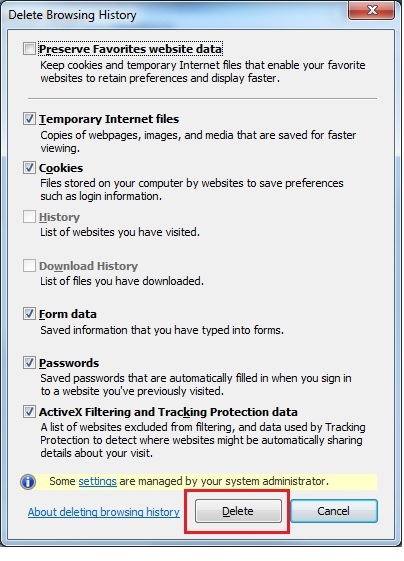 Delete Browsing History
Preserve Favorites website data
Keep cookies and temporary Internet files that enable your favorite
websites to retain preferences and display faster.
Temporary Internet files
Copies of webpages, images, and media that are saved for faster
viewing.
Cookies
Files stored on your computer by websites to save preferences
such as login information.
History
List of websites you have visited.
Download History
List of files you have downloaded.
Form data
Saved information that you have typed into forms.
Passwords
Saved passwords that are automatically filled in when you sign in
to a website you've previously visited.
ActiveX Filtering and Tracking Protection data
A list of websites excluded from filtering, and data used by Tracking
Protection to detect where websites might be automatically sharing
details about your visit.
Some settings are managed by your system administrator.
About deleting browsing history Delete Cancel